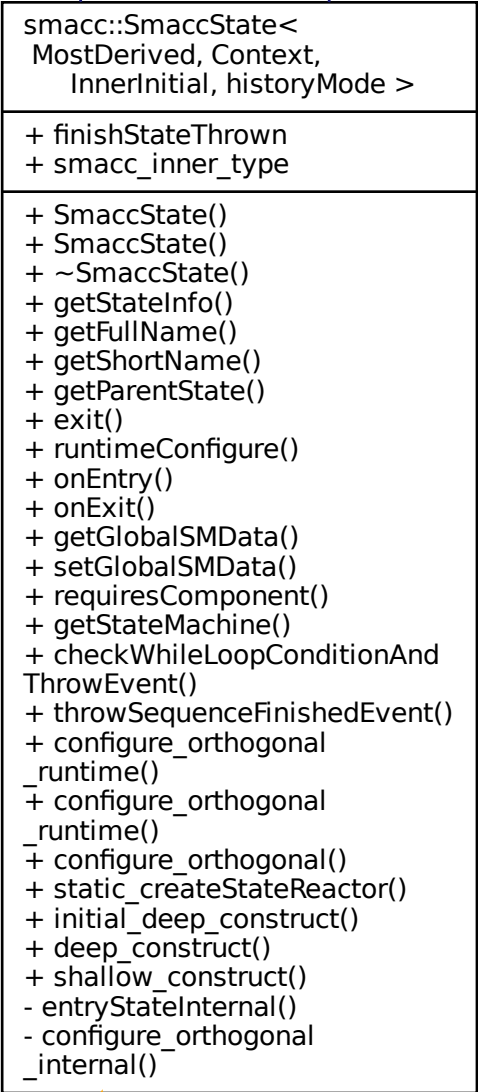 smacc::SmaccState<
MostDerived, Context,
InnerInitial, historyMode >
+ finishStateThrown
+ smacc_inner_type
+ SmaccState()
+ SmaccState()
+ ~SmaccState()
+ getStateInfo()
+ getFullName()
+ getShortName()
+ getParentState()
+ exit()
+ runtimeConfigure()
+ onEntry()
+ onExit()
+ getGlobalSMData()
+ setGlobalSMData()
+ requiresComponent()
+ getStateMachine()
+ checkWhileLoopConditionAnd
ThrowEvent()
+ throwSequenceFinishedEvent()
+ configure_orthogonal
_runtime()
+ configure_orthogonal
_runtime()
+ configure_orthogonal()
+ static_createStateReactor()
+ initial_deep_construct()
+ deep_construct()
+ shallow_construct()
- entryStateInternal()
- configure_orthogonal
_internal()